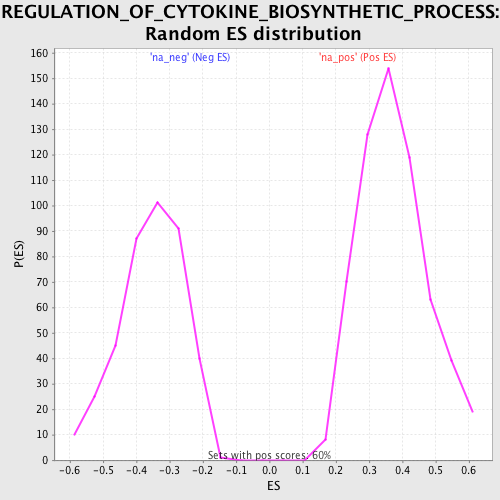 REGULATION_OF_CYTOKINE_BIOSYNTHETIC_PROCESS:
Random ES distribution
'na_neg' (Neg ES) 'na_pos' (Pos ES)
160
150
140
130
120
110
100
90
80
70
60
50
40
30
20
10
0
P(ES)
Sets with pos scores: 60%
-0.6 -0.5 -0.4 -0.3 -0.2 -0.1 0.0 0.1 0.2 0.3 0.4 0.5 0.6
ES